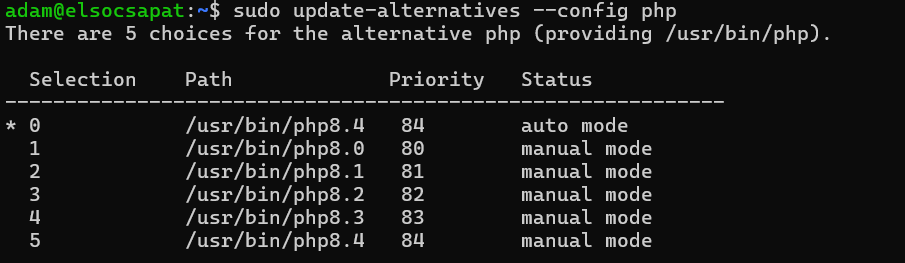 adam@elsocsapat:~$ sudo update-alternatives --config php
There are 5 choices for the alternative php (providing /usr/bin/php).
Selection Path Priority Status
------------------------------------------------------------
* 0 /usr/bin/php8.4 84 auto mode
1 /usr/bin/php8.0 80 manual mode
2 /usr/bin/php8.1 81 manual mode
3 /usr/bin/php8.2 82 manual mode
4 /usr/bin/php8.3 83 manual mode
5 /usr/bin/php8.4 84 manual mode